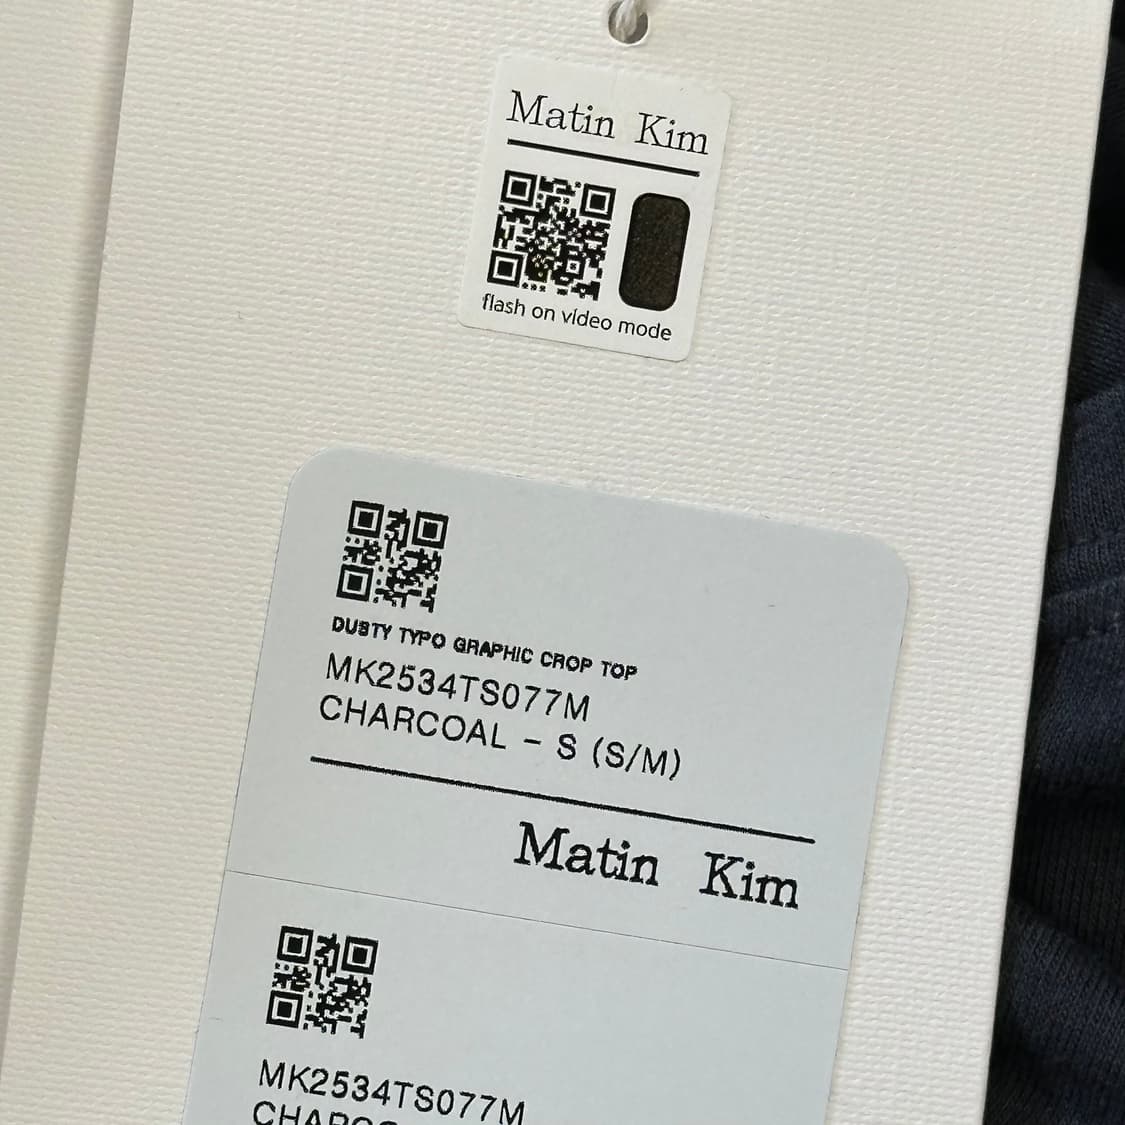 Matin Kim
flash on video mode
DUSTY TYPO GRAPHIC CROP TOP
MK2534TS077M
CHARCOAL - S (S/M)
Matin Kim
MK2534TS077M